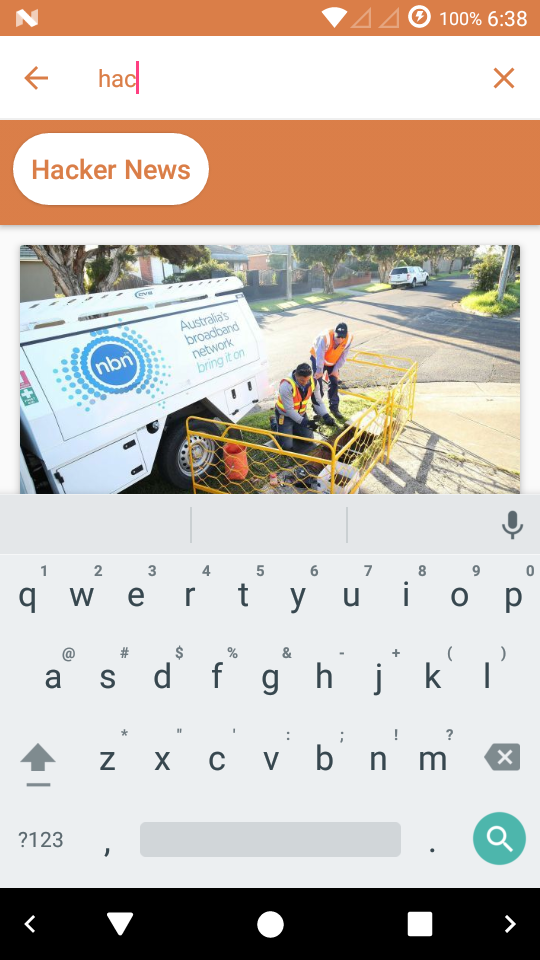 100% 6:38
hac
Hacker News
Australia's
broadband
network
bring it on
nbn
1 2 3 4 5 6 7 8 9 0
q w e r t y u i o p
@ # $ % & - + ( )
a s d f g h j k l
* " ' : ; ! ?
z x c v b n m
?123 , .